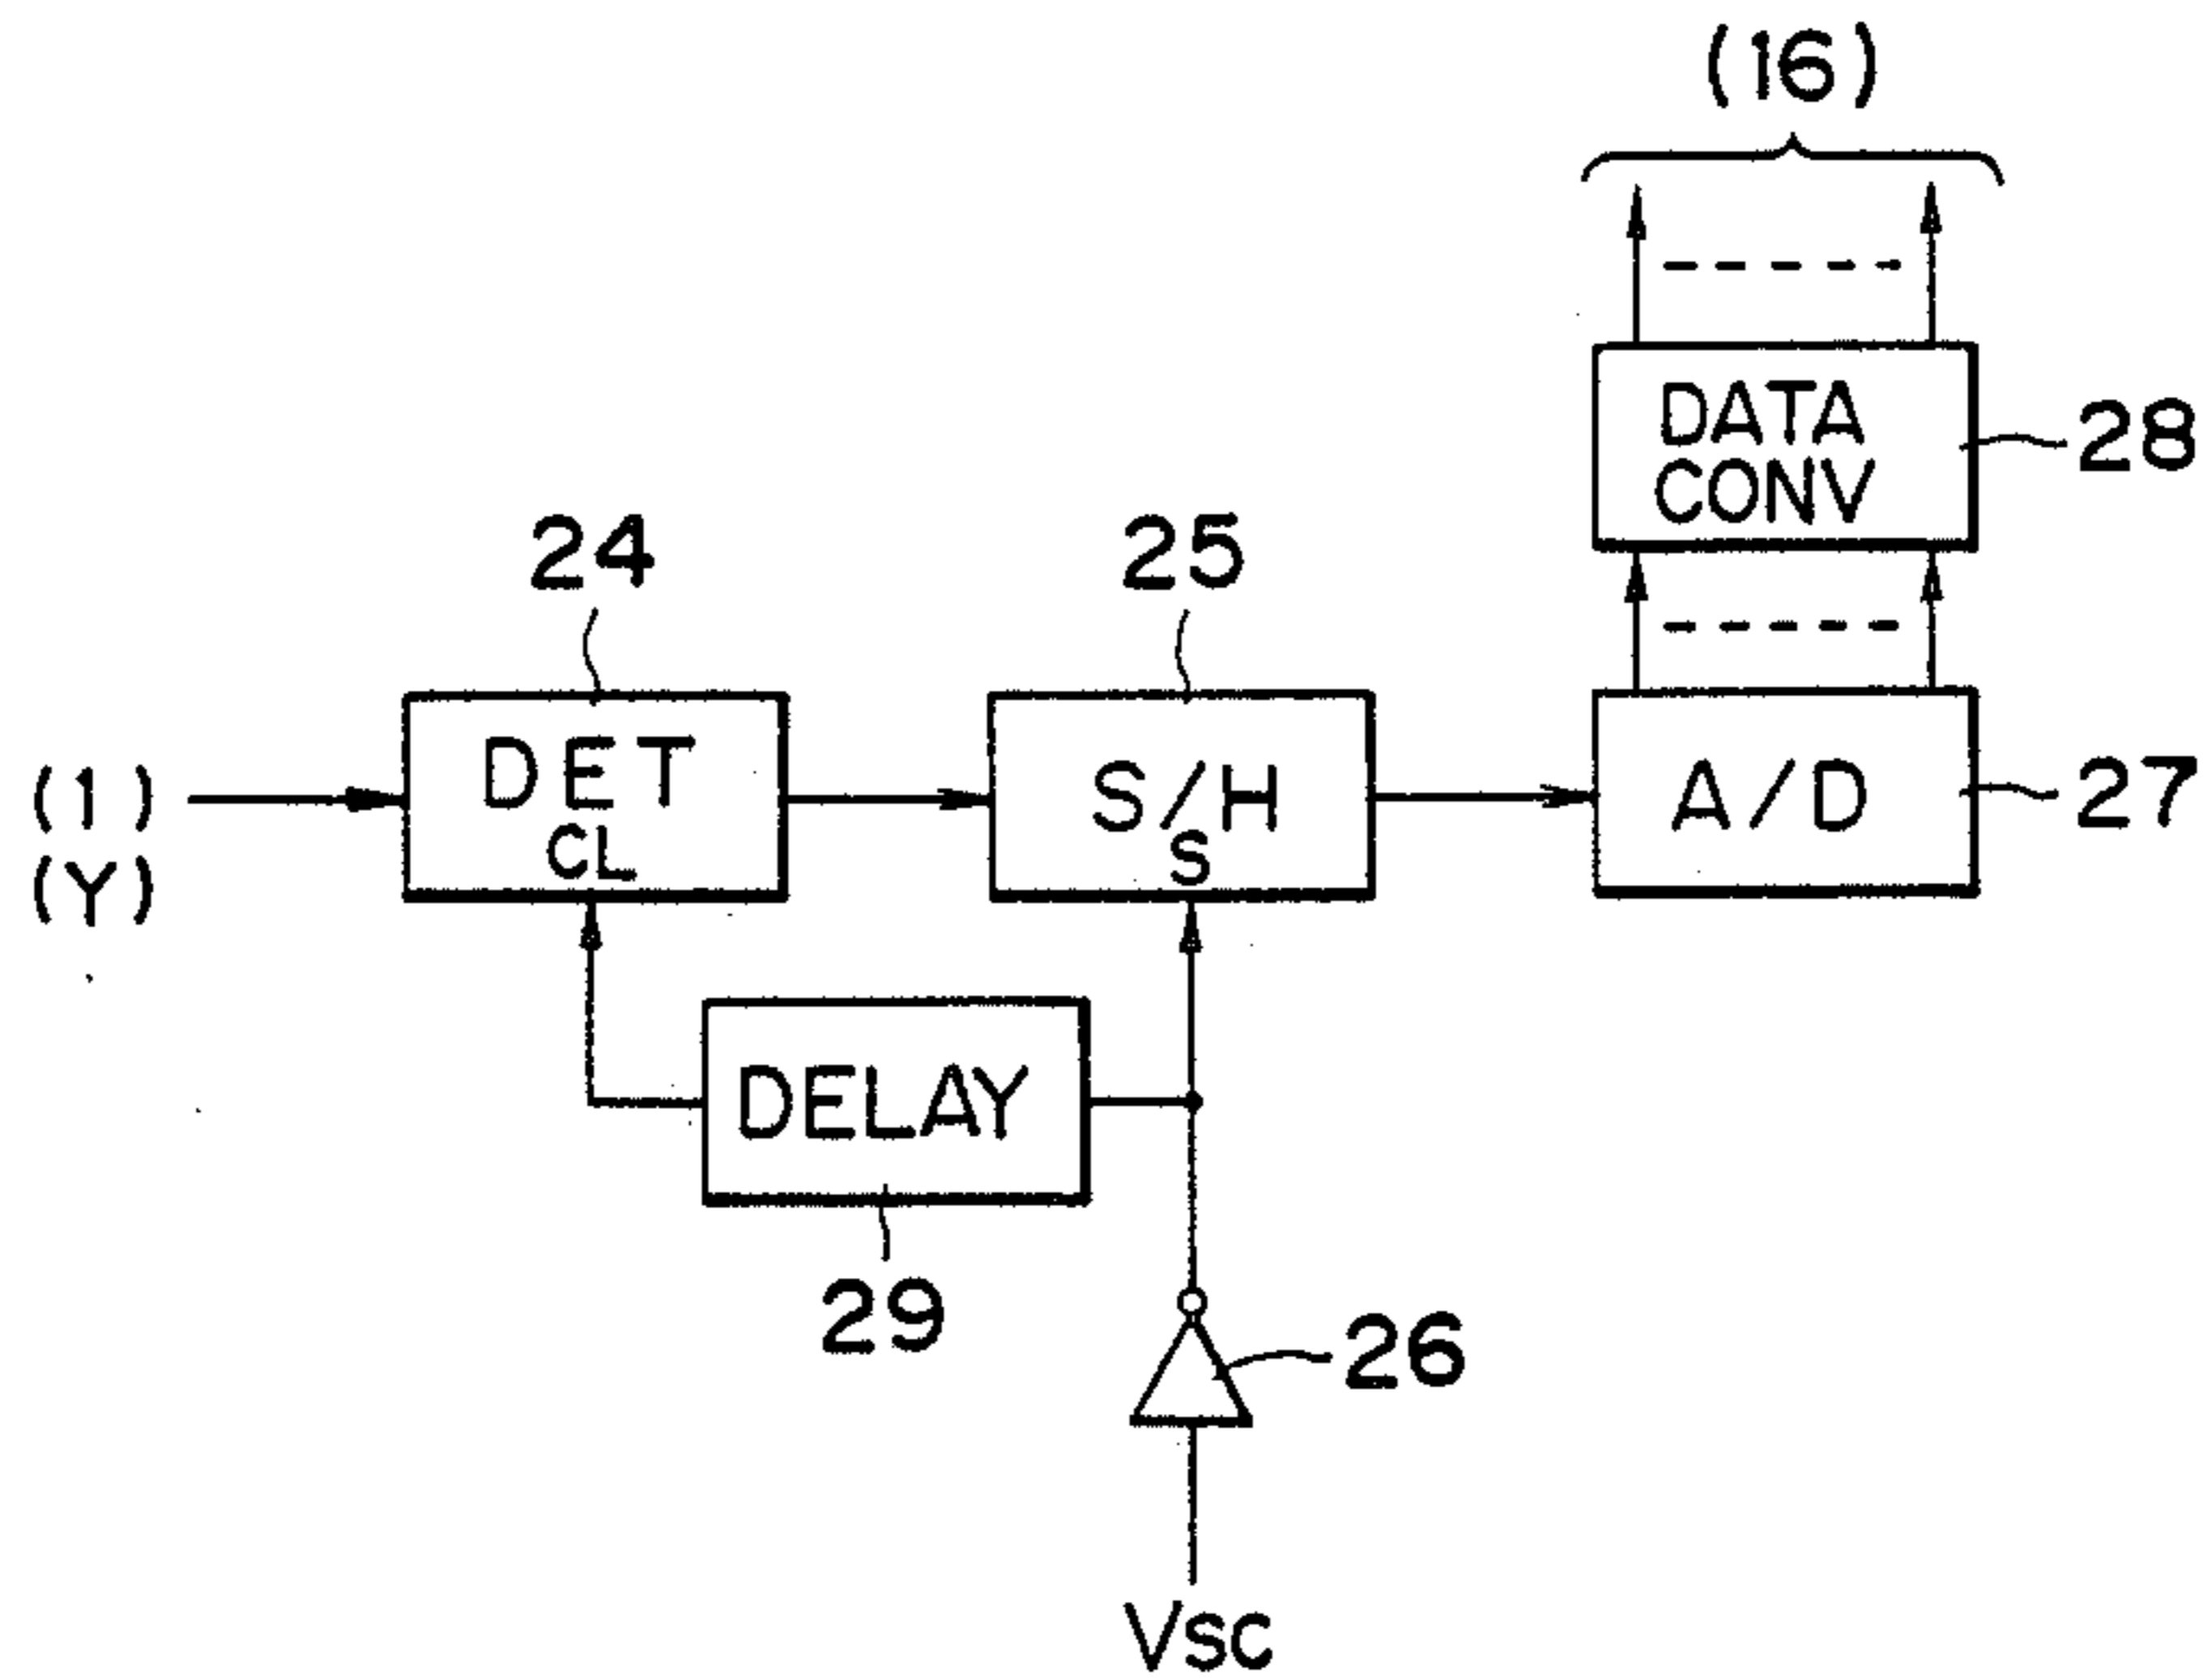 (16)
DATA
CONV
28
24
25
(1)
(Y)
DET
CL
S/H
S
A/D
27
DELAY
29
26
VSC